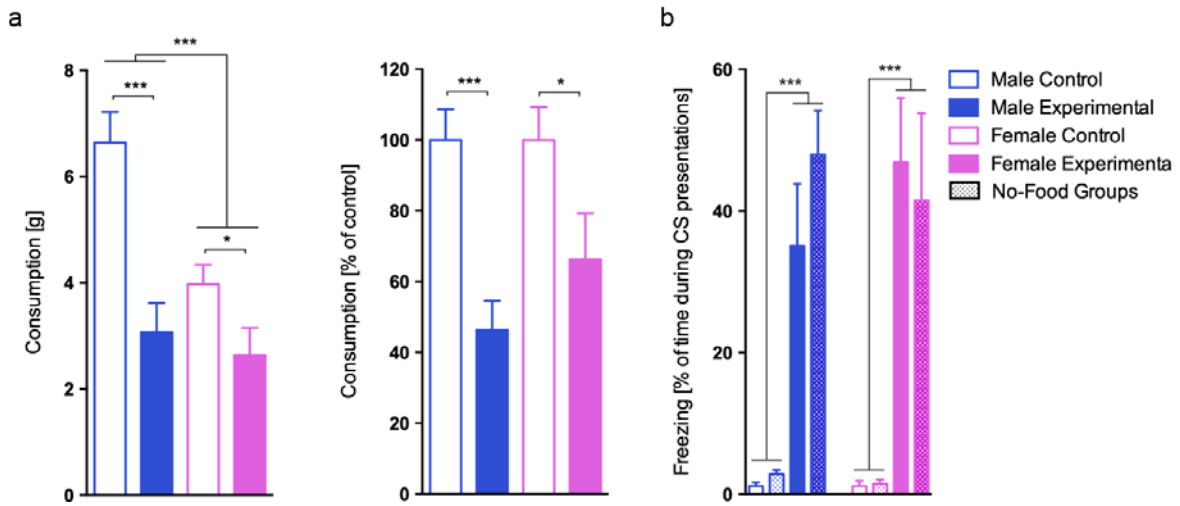 a
b
***
***
*
8
6
4
2
0
Consumption [g]
***
*
120
100
80
60
40
20
0
Consumption [% of control]
***
***
60
40
20
0
Freezing [% of time during CS presentations]
Male Control
Male Experimental
Female Control
Female Experimenta
No-Food Groups